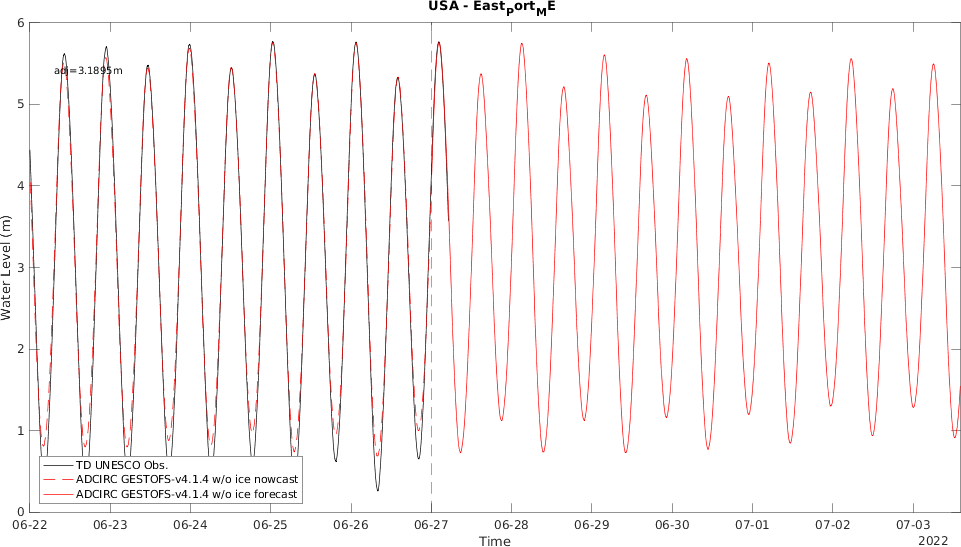 USA - EastPortME
6
adj=3.1895m
5
4
3
2
1
0
Water Level (m)
TD UNESCO Obs.
ADCIRC GESTOFS-v4.1.4 w/o ice nowcast
ADCIRC GESTOFS-v4.1.4 w/o ice forecast
06-22 06-23 06-24 06-25 06-26 06-27 06-28 06-29 06-30 07-01 07-02 07-03
Time
2022